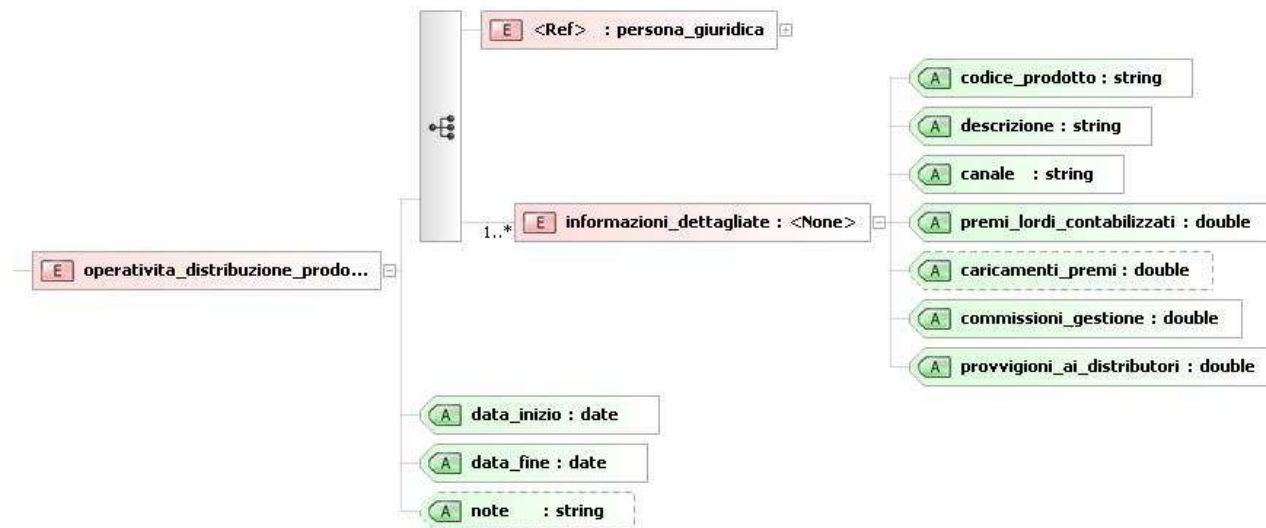 E <Ref> : persona_giuridica
A codice_prodotto : string
A descrizione : string
A canale : string
1..* E informazioni_dettagliate : <None>
A premi_lordi_contabilizzati : double
E operativita_distribuzione_prodo...
A caricamenti_premi : double
A commissioni_gestione : double
A provvigioni_ai_distributori : double
A data_inizio : date
A data_fine : date
A note : string